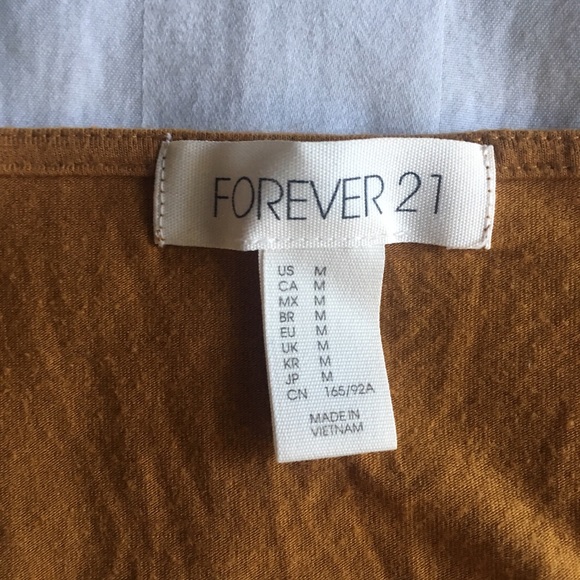 FOREVER 21
US M
CA M
MX M
BR M
EU M
UK M
KR M
JP M
CN 165/92A
MADE IN
VIETNAM